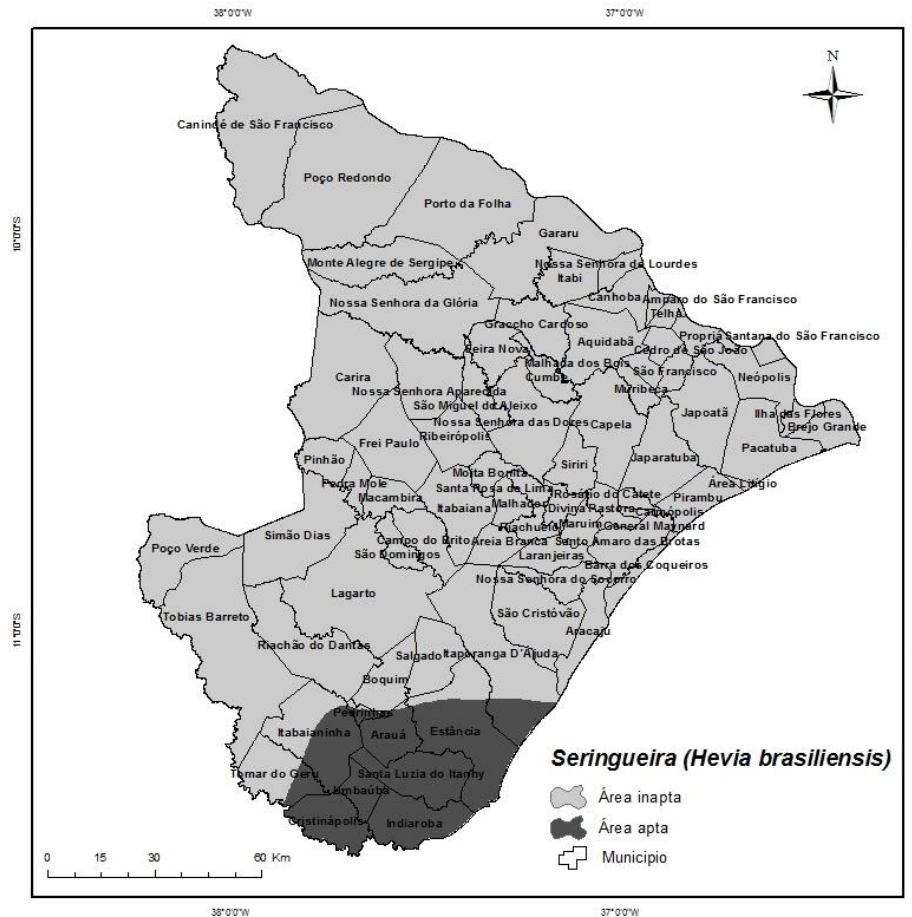 38°0'0"W 37°0'0"W
N
10°0'0"S
11°0'0"S
Canindé de São Francisco
Poço Redondo
Porto da Folha
Gararu
Monte Alegre de Sergipe
Nossa Senhora de Lourdes
Itabi
Nossa Senhora da Glória
Canhoba
Amparo do São Francisco
Telha
Graccho Cardoso
Aquidabã
Propriá
Santana do São Francisco
Feira Nova
Cedro de São João
Malhada dos Bois
São Francisco
Cumbe
Carira
Neópolis
Muribeca
Nossa Senhora Aparecida
São Miguel do Aleixo
Japoatã
Ilha das Flores
Brejo Grande
Nossa Senhora das Dores
Capela
Ribeirópolis
Frei Paulo
Pacatuba
Pinhão
Siriri
Japaratuba
Moita Bonita
Pedra Mole
Santa Rosa de Lima
Área Litígio
Macambira
Rosário do Catete
Pirambu
Itabaiana
Malhador
Divina Pastora
Carmópolis
Riachuelo
Maruim
General Maynard
Simão Dias
Campo do Brito
Areia Branca
Santo Amaro das Brotas
Poço Verde
São Domingos
Laranjeiras
Barra dos Coqueiros
Nossa Senhora do Socorro
Lagarto
Tobias Barreto
São Cristóvão
Aracaju
Riachão do Dantas
Salgado
Itaporanga D'Ajuda
Boquim
Pedrinhas
Itabaianinha
Arauá
Estância
Tomar do Geru
Santa Luzia do Itanhy
Umbaúba
Cristinápolis
Indiaroba
Seringueira (Hevia brasiliensis)
Área inapta
Área apta
Municipio
0 15 30 60 Km
38°0'0"W 37°0'0"W